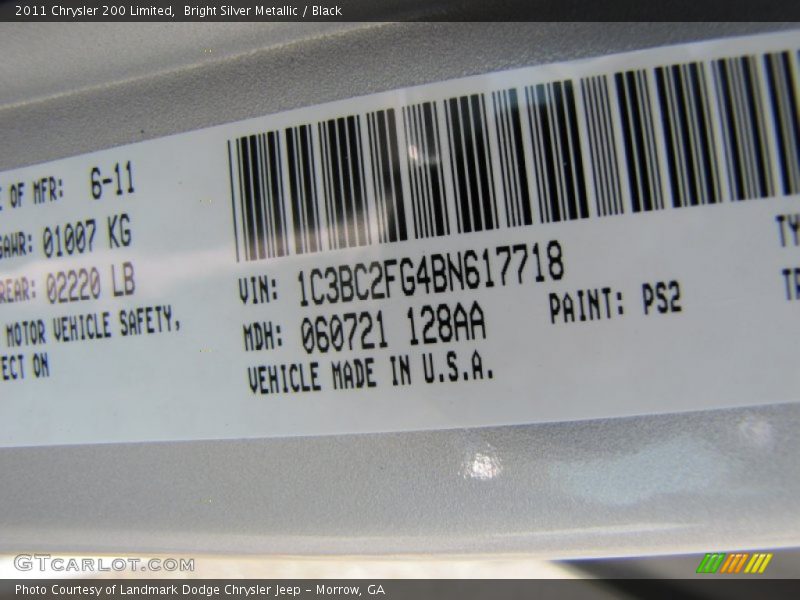 2011 Chrysler 200 Limited, Bright Silver Metallic / Black
E OF MFR: 6-11
GAWR: 01007 KG
REAR: 02220 LB
MOTOR VEHICLE SAFETY,
ECT ON
VIN: 1C3BC2FG4BN617718
MDH: 060721 128AA
PAINT: PS2
VEHICLE MADE IN U.S.A.
TY
TR
GTCARLOT.COM
Photo Courtesy of Landmark Dodge Chrysler Jeep - Morrow, GA